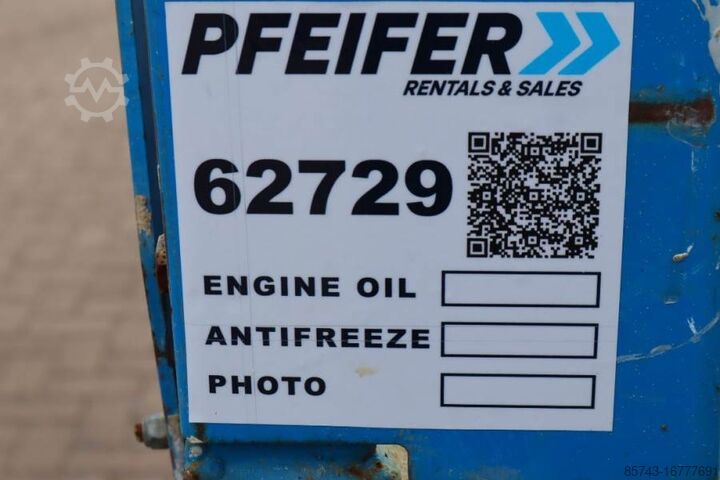 PFEIFER
RENTALS & SALES
62729
ENGINE OIL
ANTIFREEZE
PHOTO
85743-16777691